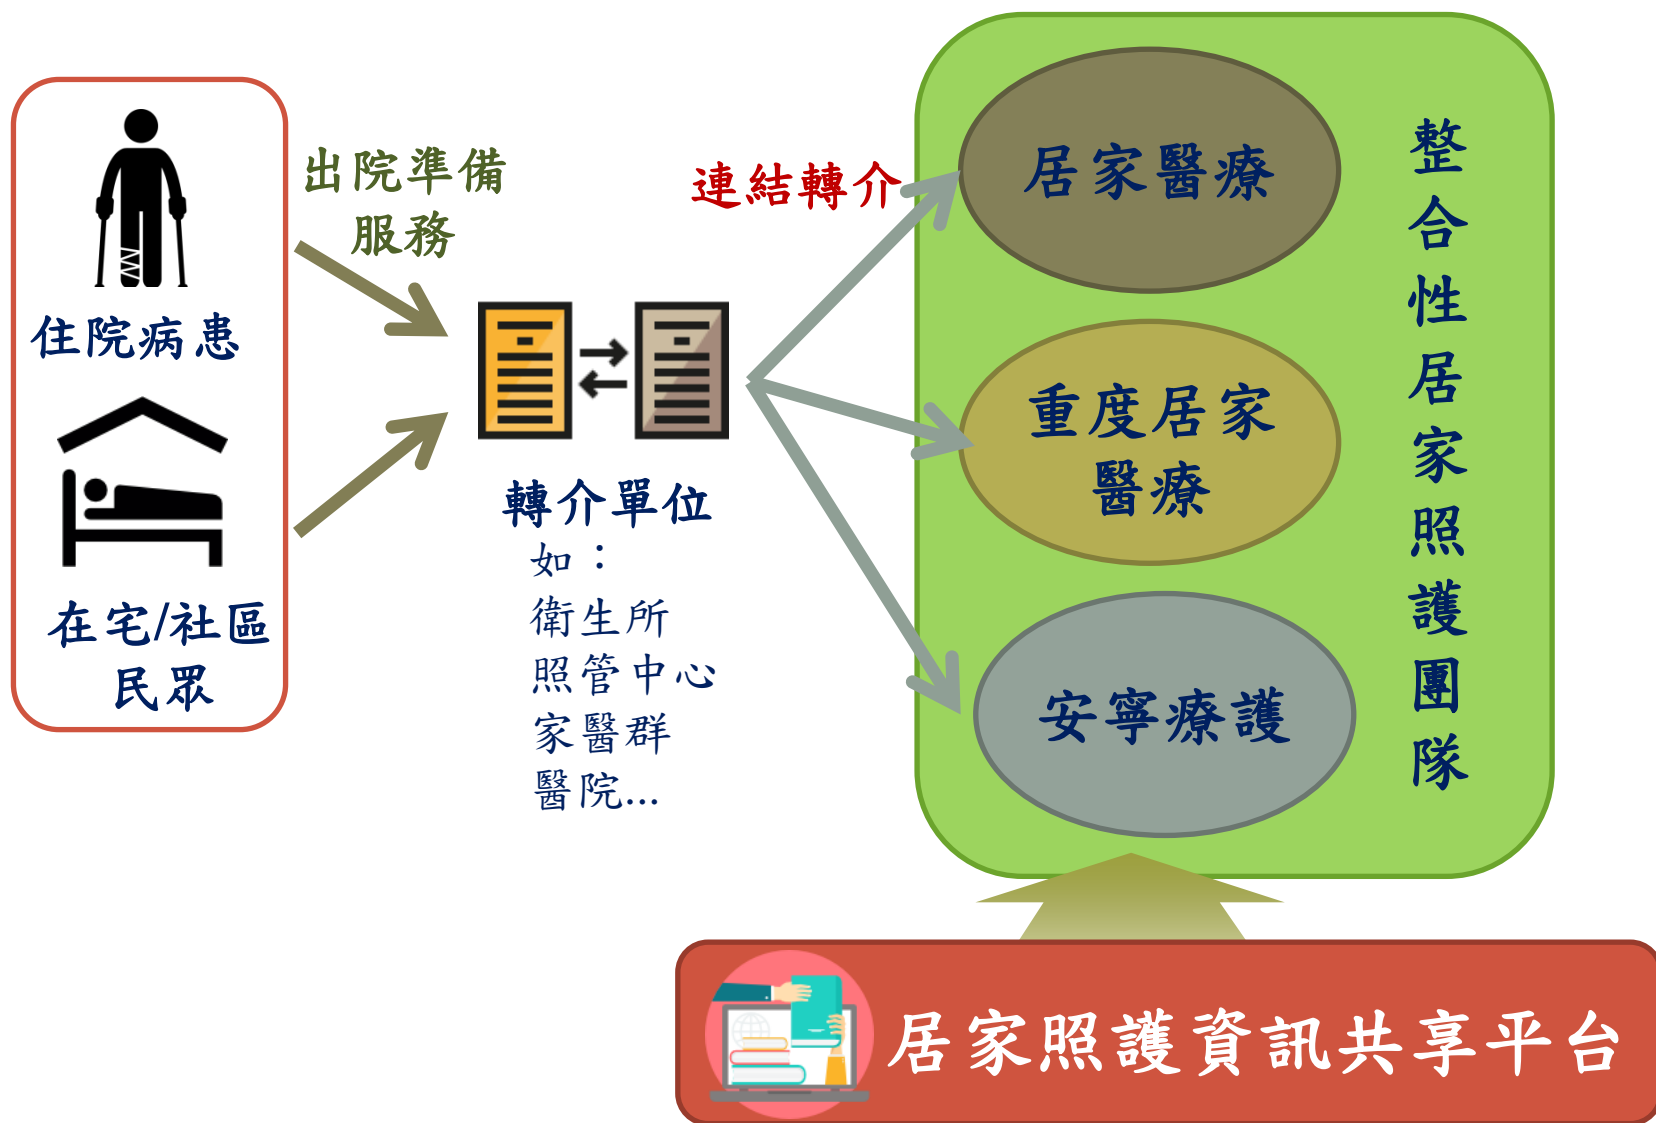 住院病患
在宅/社區
民眾
出院準備
服務
轉介單位
如：
衛生所
照管中心
家醫群
醫院...
連結轉介
居家醫療
重度居家
醫療
安寧療護
整合性居家照護團隊
居家照護資訊共享平台